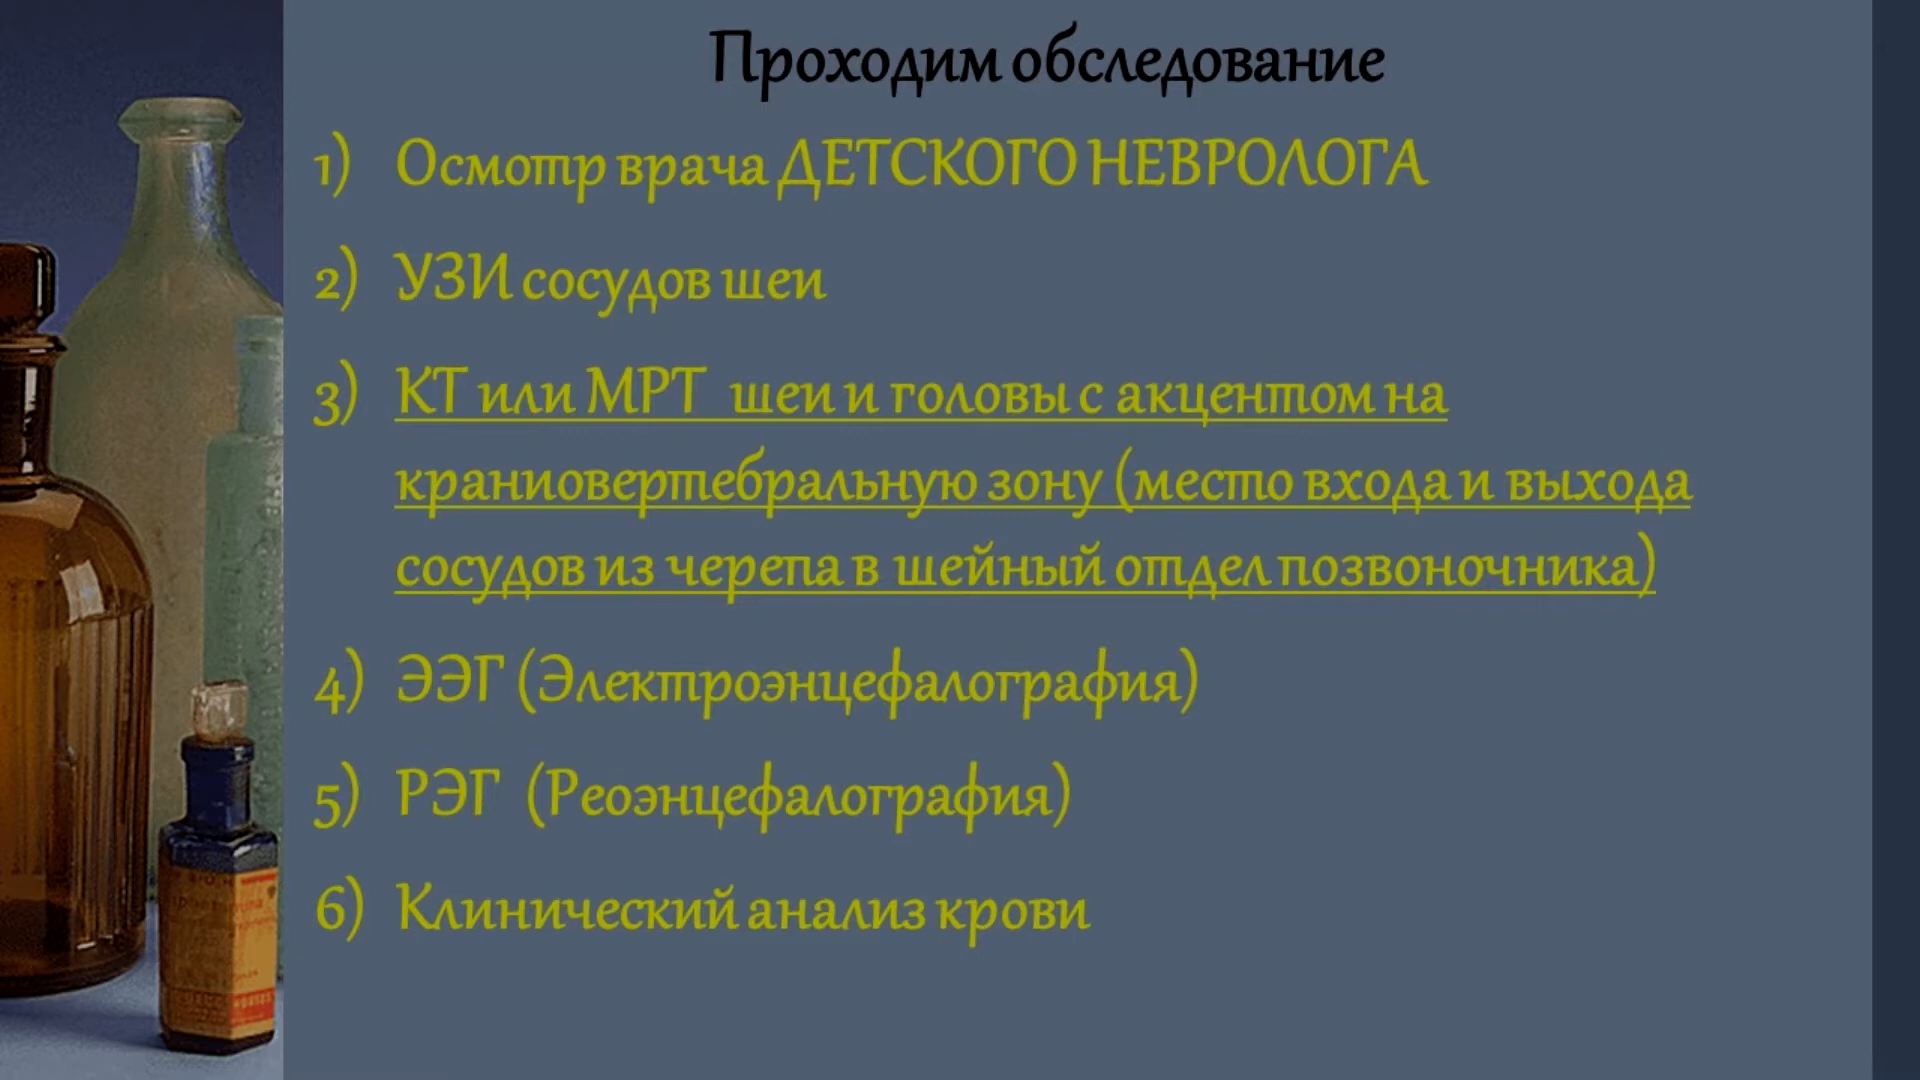 Проходим обследование
1) Осмотр врача ДЕТСКОГО НЕВРОЛОГА
2) УЗИ сосудов шеи
3) КТ или МРТ шеи и головы с акцентом на
краниовертебральную зону (место входа и выхода
сосудов из черепа в шейный отдел позвоночника)
4) ЭЭГ (Электроэнцефалография)
5) РЭГ (Реоэнцефалография)
6) Клинический анализ крови